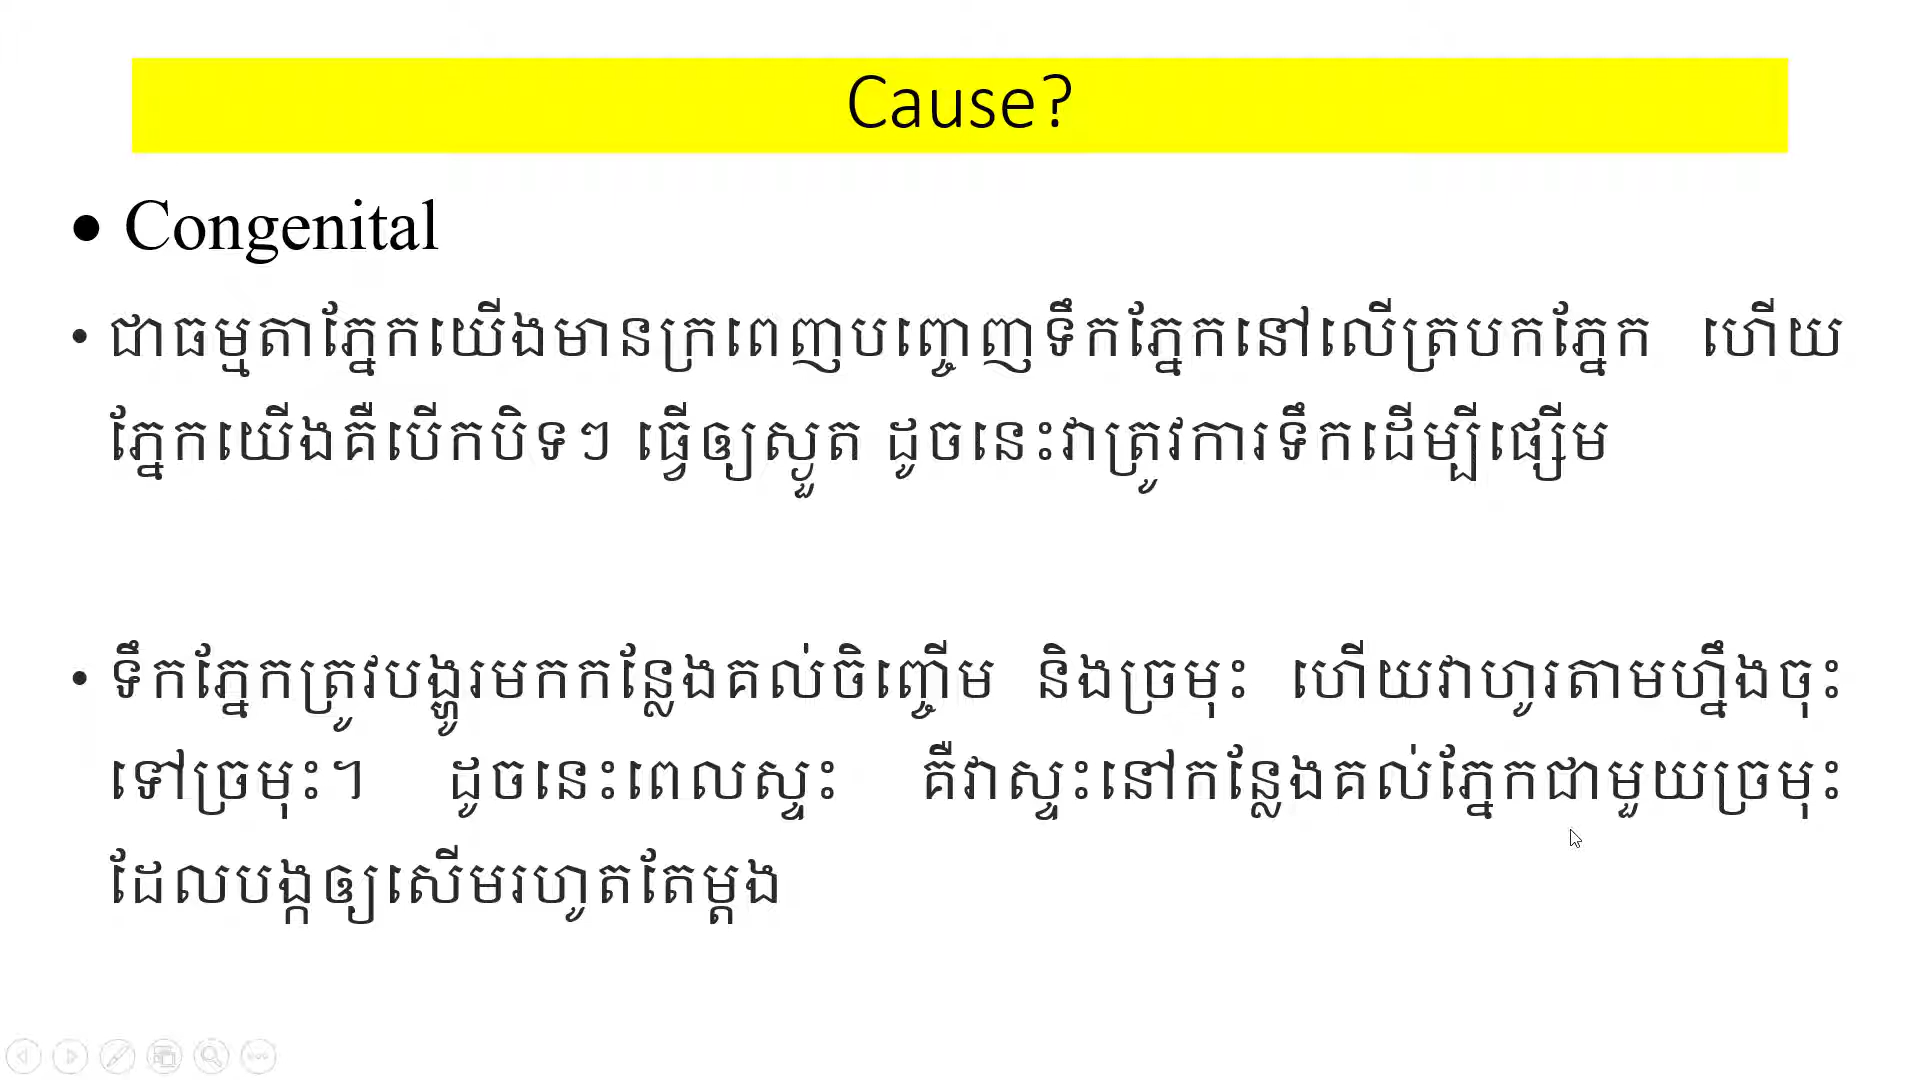 Cause?
• Congenital
• ជាធម្មតាភ្នែកយើងមានក្រពេញបញ្ចេញទឹកភ្នែកនៅលើត្របកភ្នែក ហើយ
ភ្នែកយើងគឺបើកបិទៗ ធ្វើឲ្យស្ងួត ដូចនេះវាត្រូវការទឹកដើម្បីផ្សើម
• ទឹកភ្នែកត្រូវបង្ហូរមកកន្លែងគល់ចិញ្ចើម និងច្រមុះ ហើយវាហូរតាមហ្នឹងចុះ
ទៅច្រមុះ។ ដូចនេះពេលស្ទះ គឺវាស្ទះនៅកន្លែងគល់ភ្នែកជាមួយច្រមុះ
ដែលបង្កឲ្យសើមរហូតតែម្តង